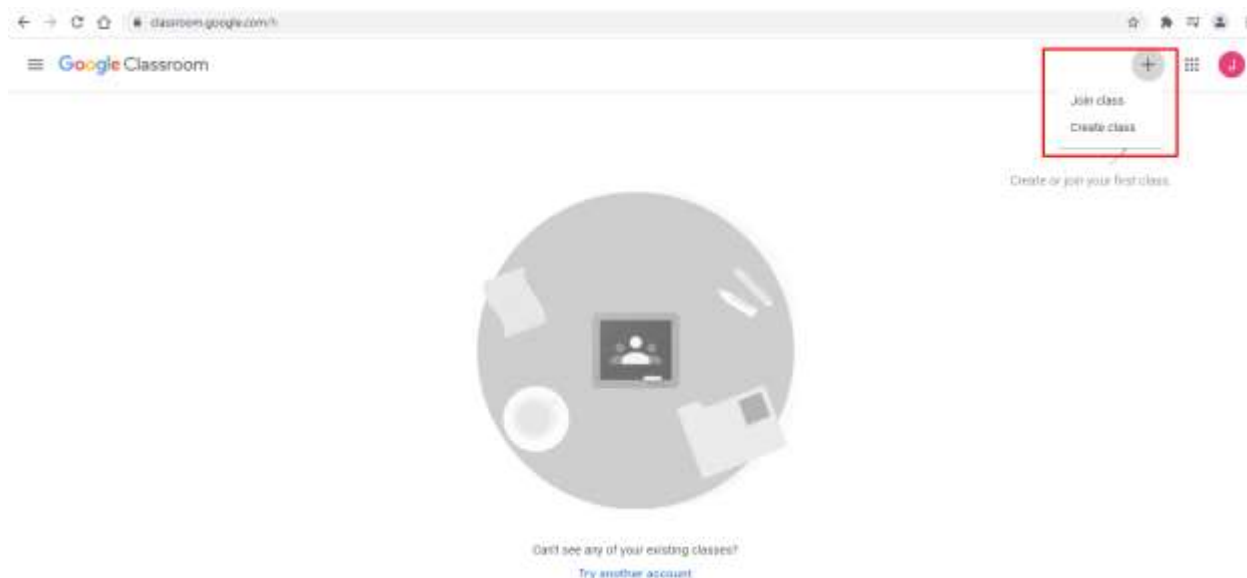 classroom.google.com/h
Google Classroom
J
Join class
Create class
Create or join your first class
Can't see any of your existing classes?
Try another account